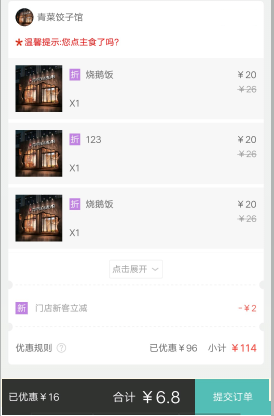 青菜饺子馆
★温馨提示:您点主食了吗?
折 烧鹅饭 ￥20
￥26
X1
折 123 ￥20
￥26
X1
折 烧鹅饭 ￥20
￥26
X1
点击展开
新 门店新客立减 -￥2
优惠规则 ? 已优惠￥96 小计 ￥114
已优惠￥16 合计 ￥6.8 提交订单